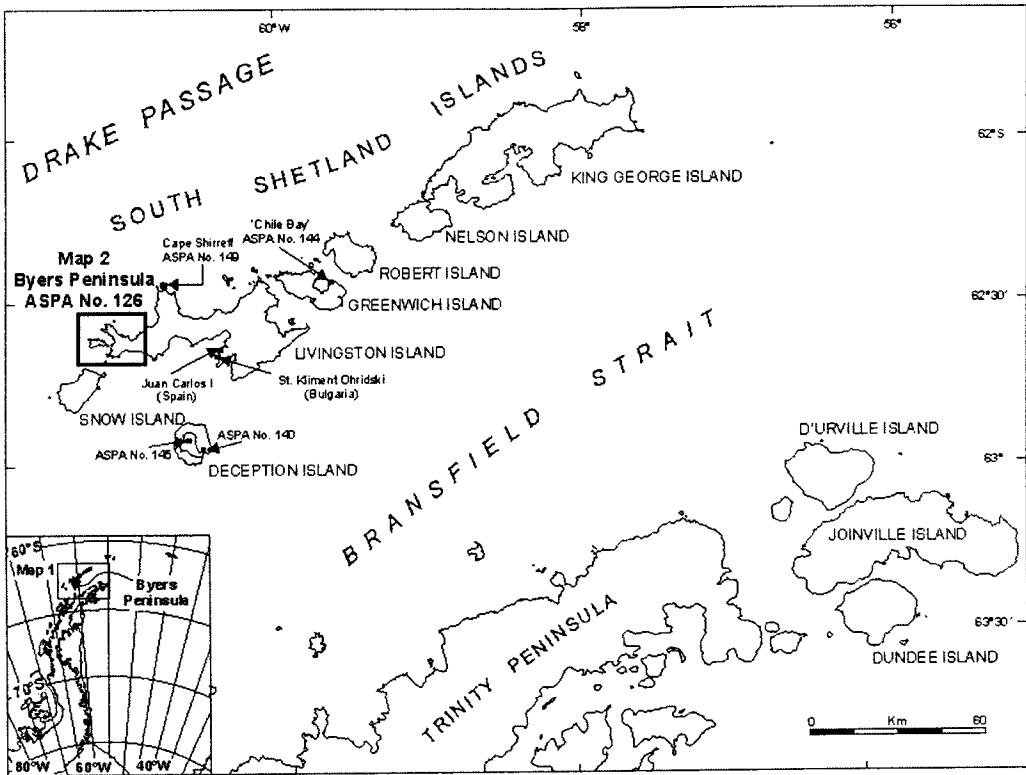 60°W
58°
56°
DRAKE PASSAGE
SOUTH SHETLAND ISLANDS
62°S
KING GEORGE ISLAND
NELSON ISLAND
'Chile Bay'
ASPA No. 144
Cape Shirreff
ASPA No. 149
Map 2
Byers Peninsula
ASPA No. 126
ROBERT ISLAND
GREENWICH ISLAND
62°30'
LIVINGSTON ISLAND
Juan Carlos I
(Spain)
St. Kliment Ohridski
(Bulgaria)
SNOW ISLAND
ASPA No. 140
ASPA No. 145
DECEPTION ISLAND
BRANSFIELD STRAIT
D'URVILLE ISLAND
63°
JOINVILLE ISLAND
63°30'
DUNDEE ISLAND
TRINITY PENINSULA
0 Km 60
60°S
Map 1
Byers
Peninsula
80°W 60°W 40°W